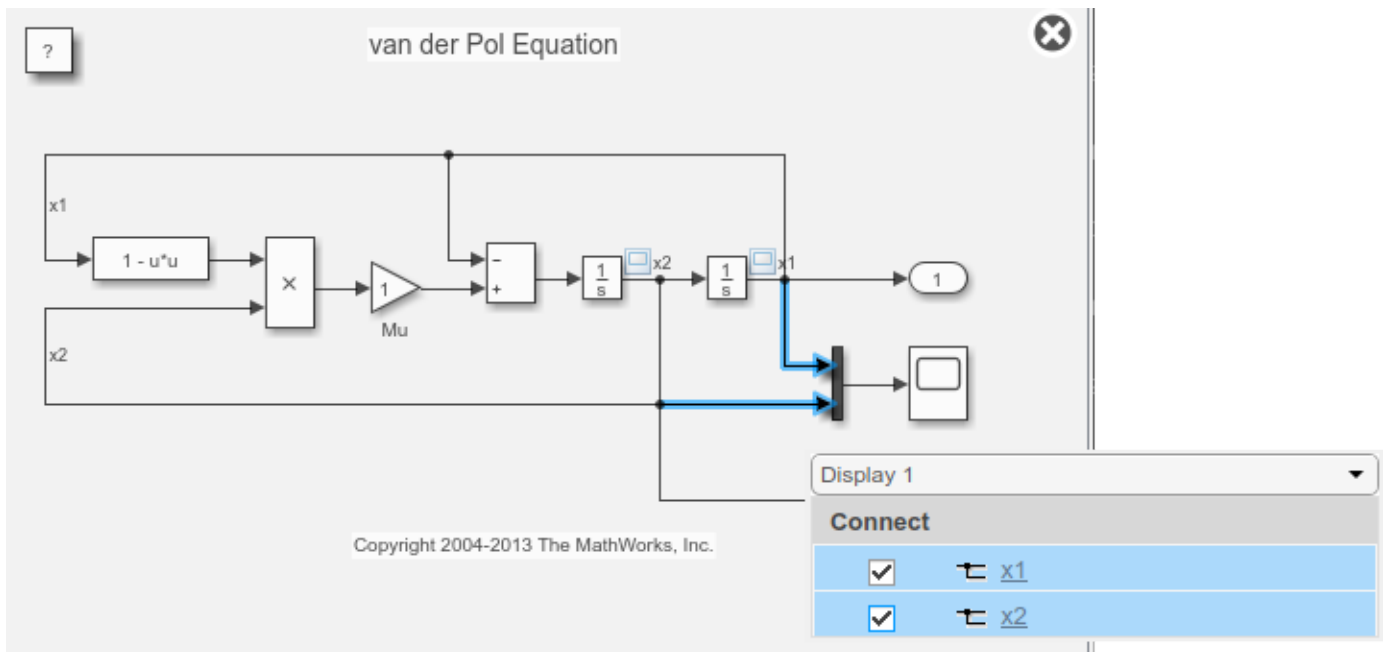 ?
van der Pol Equation
x1
1 - u*u
×
1
Mu
−
+
1
s
x2
1
s
x1
1
x2
Display 1
Connect
x1
x2
Copyright 2004-2013 The MathWorks, Inc.